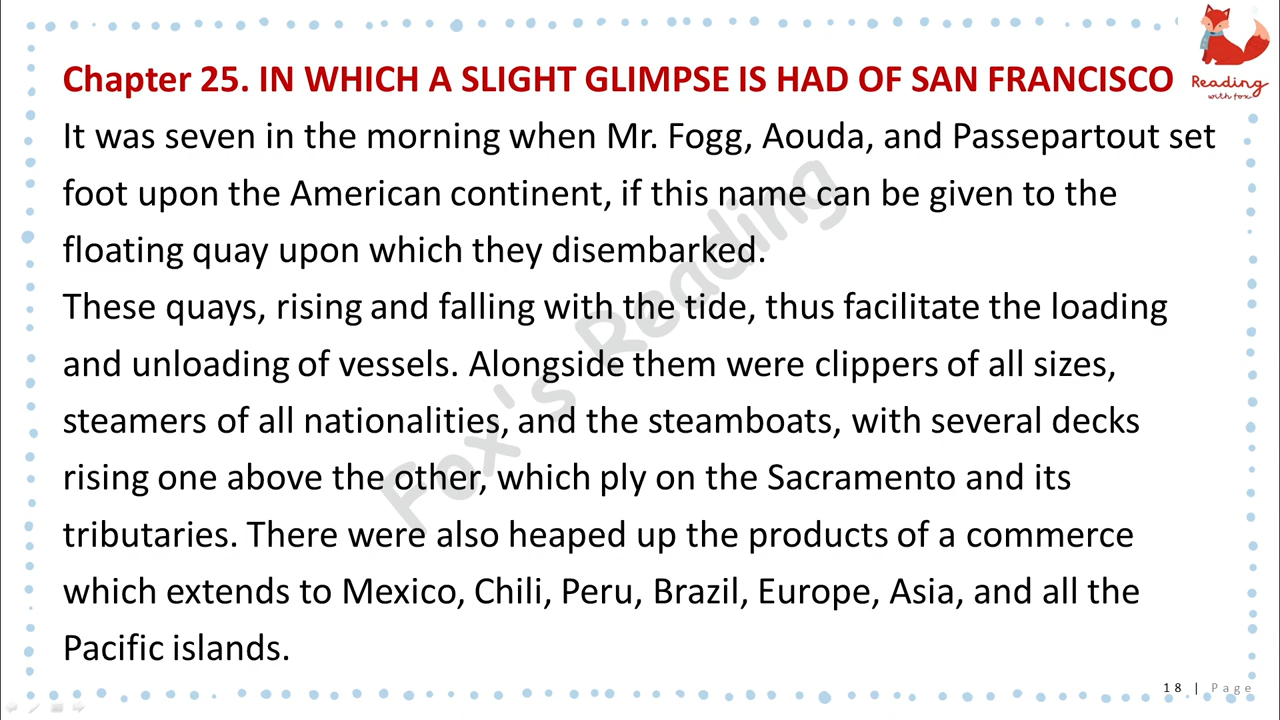 Reading
with fox
Chapter 25. IN WHICH A SLIGHT GLIMPSE IS HAD OF SAN FRANCISCO
It was seven in the morning when Mr. Fogg, Aouda, and Passepartout set
foot upon the American continent, if this name can be given to the
floating quay upon which they disembarked.
These quays, rising and falling with the tide, thus facilitate the loading
and unloading of vessels. Alongside them were clippers of all sizes,
steamers of all nationalities, and the steamboats, with several decks
rising one above the other, which ply on the Sacramento and its
tributaries. There were also heaped up the products of a commerce
which extends to Mexico, Chili, Peru, Brazil, Europe, Asia, and all the
Pacific islands.
Fox's Reading
18 | Page